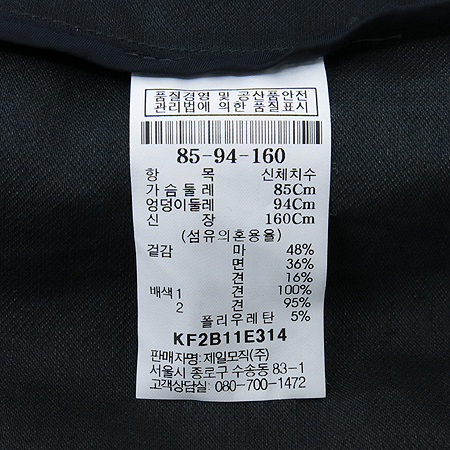 품질경영 및 공산품안전
관리법에 의한 품질표시
85-94-160
항 목 신체치수
가 슴 둘 레 85Cm
엉덩이둘레 94Cm
신 장 160Cm
(섬유의혼용율)
겉감 마 48%
면 36%
견 16%
배색 1 견 100%
2 견 95%
폴리우레탄 5%
KF2B11E314
판매자명: 제일모직(주)
서울시 종로구 수송동 83-1
고객상담실: 080-700-1472